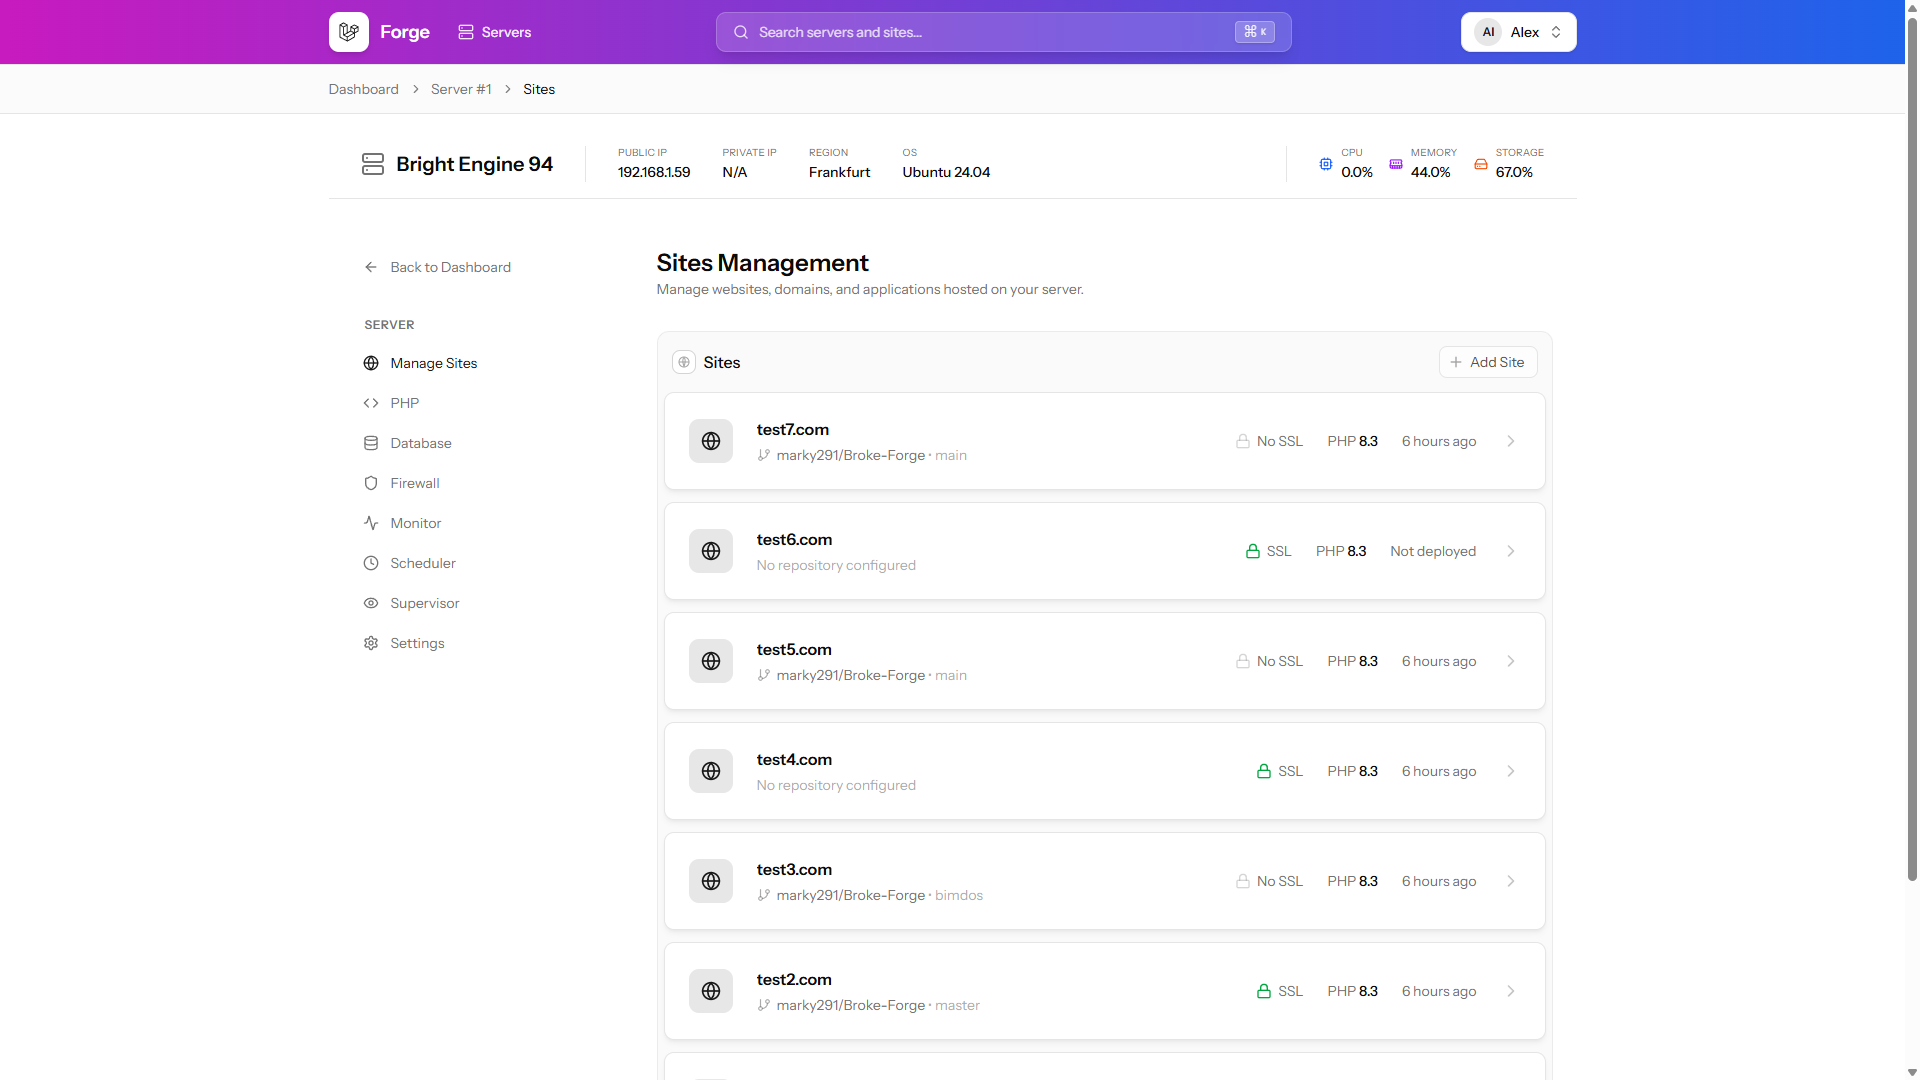 Forge
Servers
Search servers and sites...
⌘ K
AI
Alex
Dashboard > Server #1 > Sites
Bright Engine 94
PUBLIC IP
192.168.1.59
PRIVATE IP
N/A
REGION
Frankfurt
OS
Ubuntu 24.04
CPU
0.0%
MEMORY
44.0%
STORAGE
67.0%
Back to Dashboard
SERVER
Manage Sites
PHP
Database
Firewall
Monitor
Scheduler
Supervisor
Settings
Sites Management
Manage websites, domains, and applications hosted on your server.
Sites
Add Site
test7.com
marky291/Broke-Forge • main
No SSL
PHP 8.3
6 hours ago
test6.com
No repository configured
SSL
PHP 8.3
Not deployed
test5.com
marky291/Broke-Forge • main
No SSL
PHP 8.3
6 hours ago
test4.com
No repository configured
SSL
PHP 8.3
6 hours ago
test3.com
marky291/Broke-Forge • bimdos
No SSL
PHP 8.3
6 hours ago
test2.com
marky291/Broke-Forge • master
SSL
PHP 8.3
6 hours ago